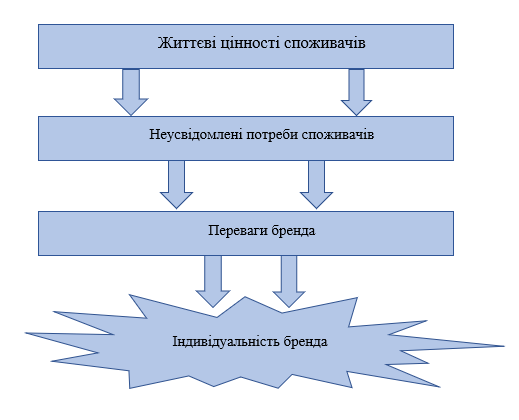 Життєві цінності споживачів
Неусвідомлені потреби споживачів
Переваги бренда
Індивідуальність бренда